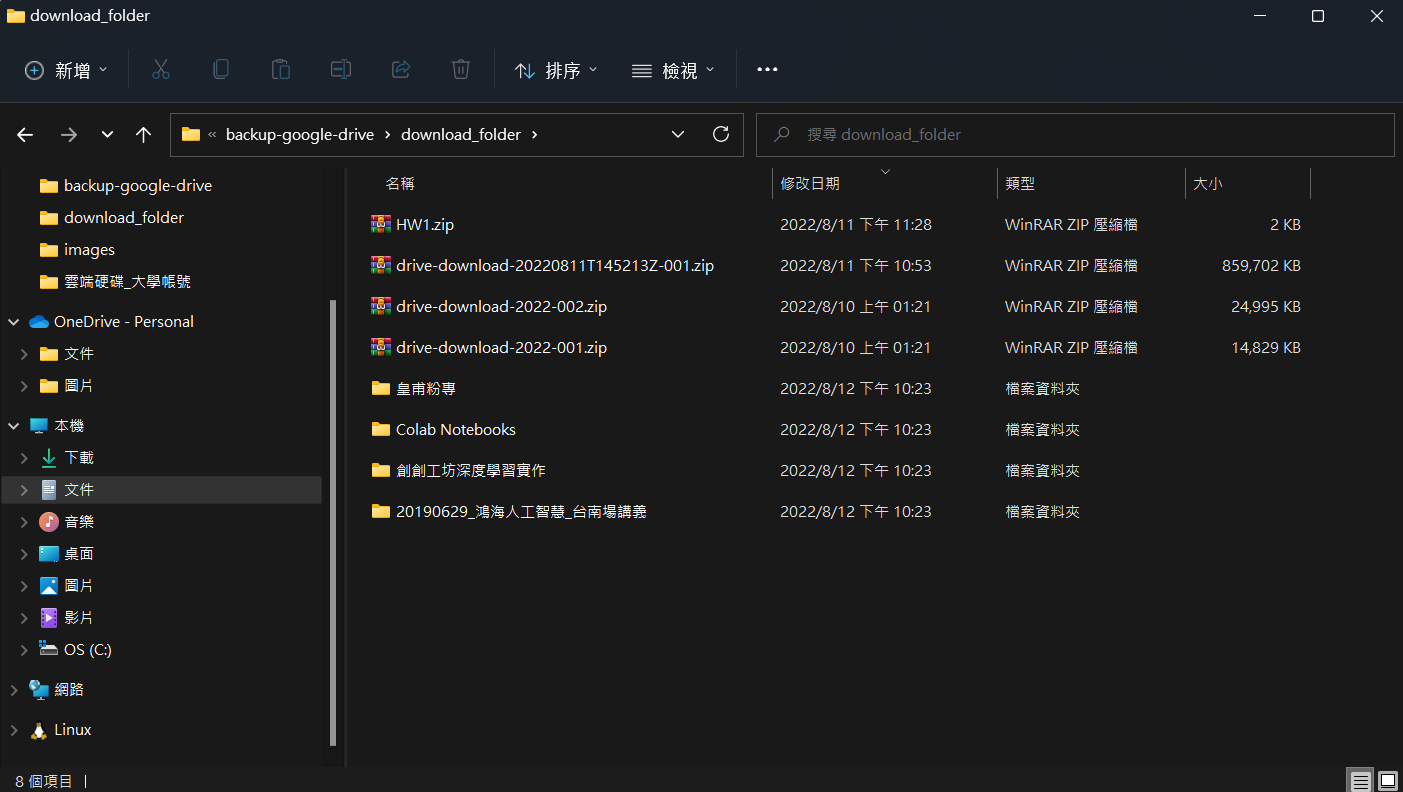 download_folder
新增
排序
檢視
« backup-google-drive › download_folder ›
搜尋 download_folder
backup-google-drive
download_folder
images
雲端硬碟_大學帳號
OneDrive - Personal
文件
圖片
本機
下載
文件
音樂
桌面
圖片
影片
OS (C:)
網路
Linux
名稱 修改日期 類型 大小
HW1.zip 2022/8/11 下午 11:28 WinRAR ZIP 壓縮檔 2 KB
drive-download-20220811T145213Z-001.zip 2022/8/11 下午 10:53 WinRAR ZIP 壓縮檔 859,702 KB
drive-download-2022-002.zip 2022/8/10 上午 01:21 WinRAR ZIP 壓縮檔 24,995 KB
drive-download-2022-001.zip 2022/8/10 上午 01:21 WinRAR ZIP 壓縮檔 14,829 KB
皇甫粉專 2022/8/12 下午 10:23 檔案資料夾
Colab Notebooks 2022/8/12 下午 10:23 檔案資料夾
創創工坊深度學習實作 2022/8/12 下午 10:23 檔案資料夾
20190629_鴻海人工智慧_台南場講義 2022/8/12 下午 10:23 檔案資料夾
8 個項目